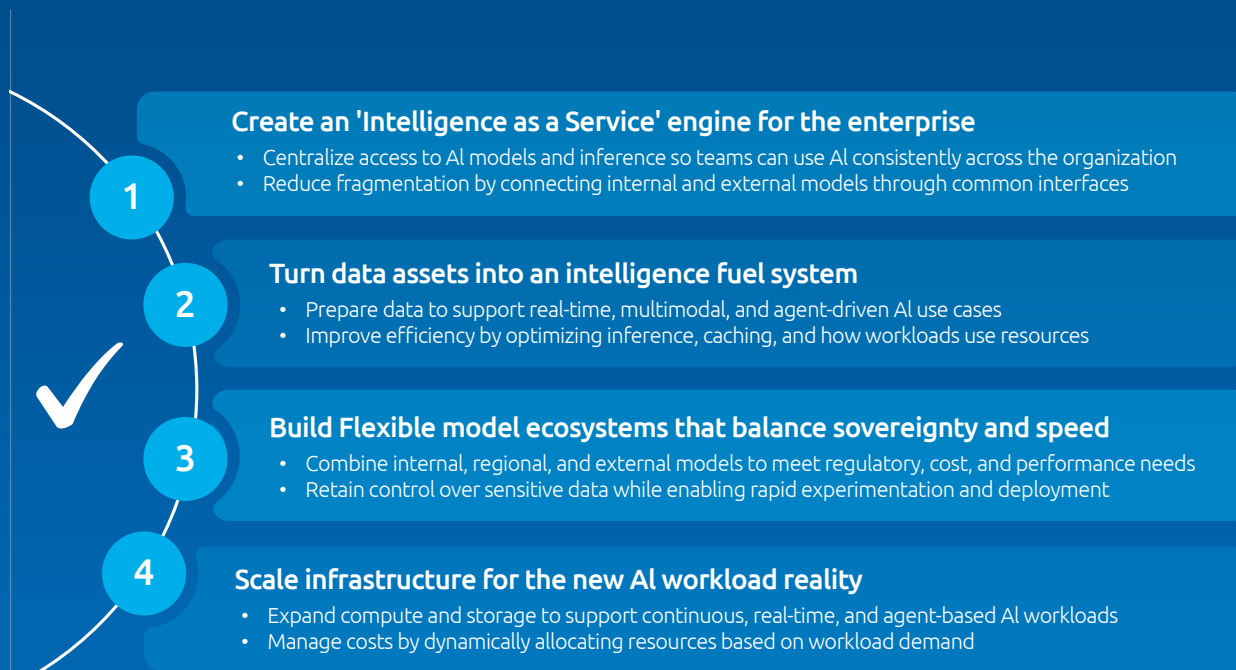 1
Create an 'Intelligence as a Service' engine for the enterprise
• Centralize access to AI models and inference so teams can use AI consistently across the organization
• Reduce fragmentation by connecting internal and external models through common interfaces
2
Turn data assets into an intelligence fuel system
• Prepare data to support real-time, multimodal, and agent-driven AI use cases
• Improve efficiency by optimizing inference, caching, and how workloads use resources
3
Build Flexible model ecosystems that balance sovereignty and speed
• Combine internal, regional, and external models to meet regulatory, cost, and performance needs
• Retain control over sensitive data while enabling rapid experimentation and deployment
4
Scale infrastructure for the new AI workload reality
• Expand compute and storage to support continuous, real-time, and agent-based AI workloads
• Manage costs by dynamically allocating resources based on workload demand